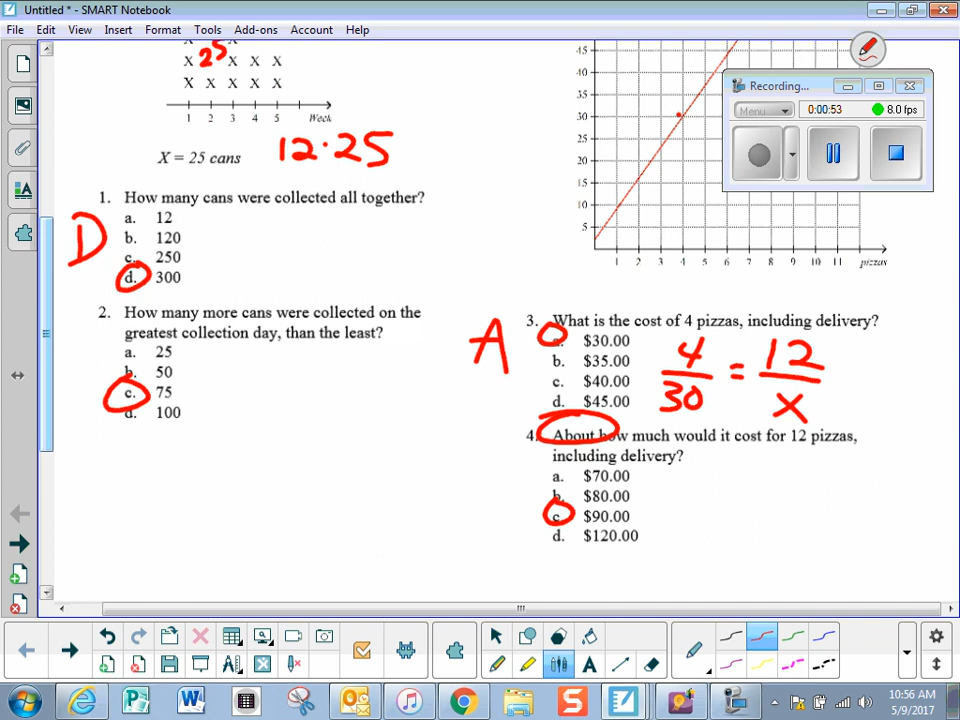 Untitled * - SMART Notebook
File Edit View Insert Format Tools Add-ons Account Help
25
X X X X
X X X X X
1 2 3 4 5 Week
X = 25 cans
12·25
1. How many cans were collected all together?
a. 12
b. 120
c. 250
d. 300
D
2. How many more cans were collected on the
greatest collection day, than the least?
a. 25
b. 50
c. 75
d. 100
45
40
35
30
25
20
15
10
5
1 2 3 4 5 6 7 8 9 10 11 pizzas
Recording...
Menu 0:00:53 8.0 fps
A
3. What is the cost of 4 pizzas, including delivery?
a. $30.00
b. $35.00
c. $40.00
d. $45.00
4/30 = 12/x
4. About how much would it cost for 12 pizzas,
including delivery?
a. $70.00
b. $80.00
c. $90.00
d. $120.00
10:56 AM
5/9/2017